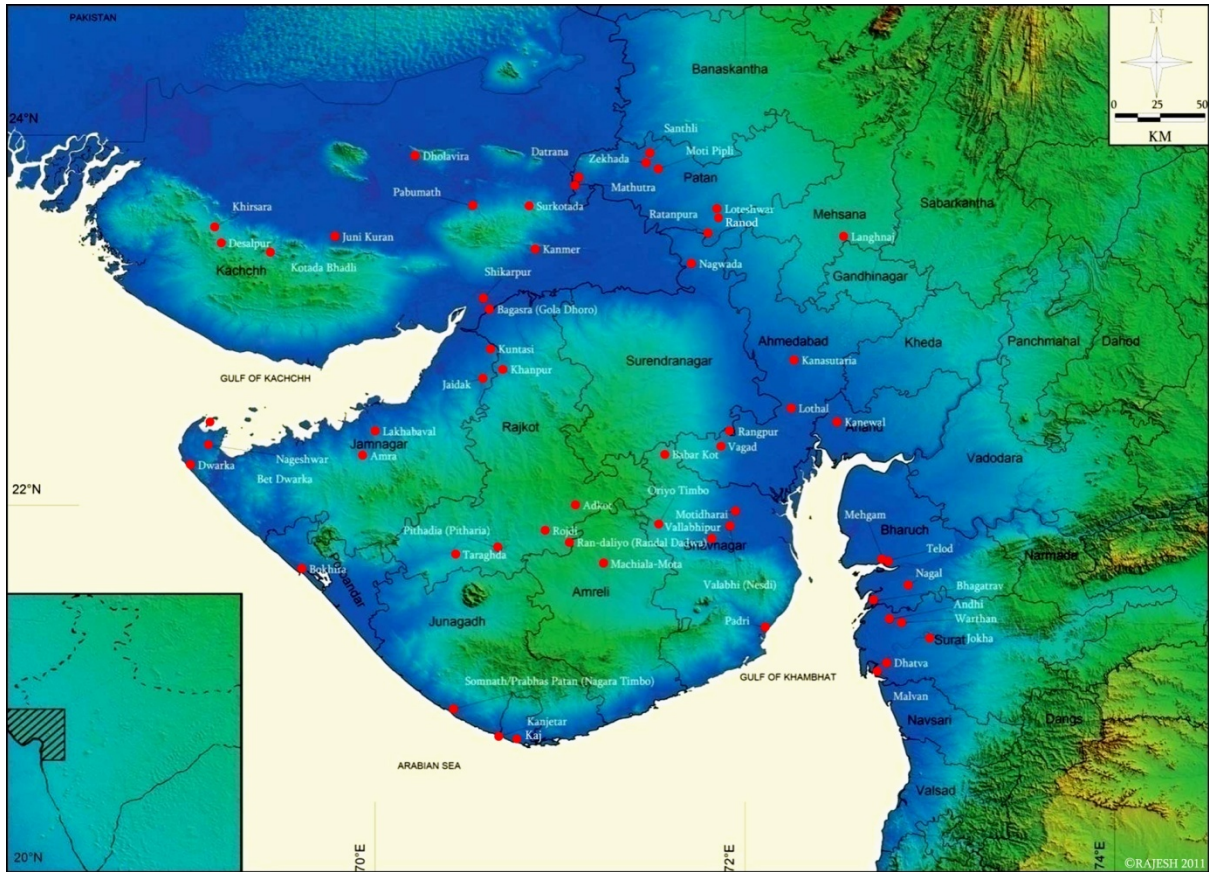 PAKISTAN
N
Banaskantha
0 25 50
KM
24°N
Santhli
Dholavira
Datrana
Zekhada
Moti Pipli
Patan
Pabumath
Mathutra
Sabarkantha
Khirsara
Surkotada
Ratanpura
Loteshwar
Mehsana
Ranod
Desalpur
Juni Kuran
Kanmer
Langhnaj
Kachchh
Kotada Bhadli
Nagwada
Shikarpur
Gandhinagar
Bagasra (Gola Dhoro)
Kuntasi
Surendranagar
Ahmedabad
Kheda
Panchmahal
Dahod
Kanasutaria
GULF OF KACHCHH
Jaidak
Khanpur
Lothal
Rajkot
Kanewal
Anand
Lakhabaval
Jamnagar
Rangpur
Vagad
Amra
Babar Kot
Nageshwar
Vadodara
Dwarka
Bet Dwarka
22°N
Oriyo Timbo
Adkot
Motidharai
Mehgam
Pithadia (Pitharia)
Rojdi
Vallabhipur
Bharuch
Ran-daliyo (Randal Dadwa)
Bhavnagar
Telod
Taraghda
Narmada
Bokhira
Machiala-Mota
Nagal
Porbandar
Amreli
Valabhi (Nesdi)
Bhagatrav
Andhi
Junagadh
Padri
Warthan
Surat
Jokha
Dhatva
GULF OF KHAMBHAT
Somnath/Prabhas Patan (Nagara Timbo)
Malvan
Kanjetar
Navsari
Dangs
Kaj
ARABIAN SEA
Valsad
20°N
70°E
72°E
74°E
©RAJESH 2011